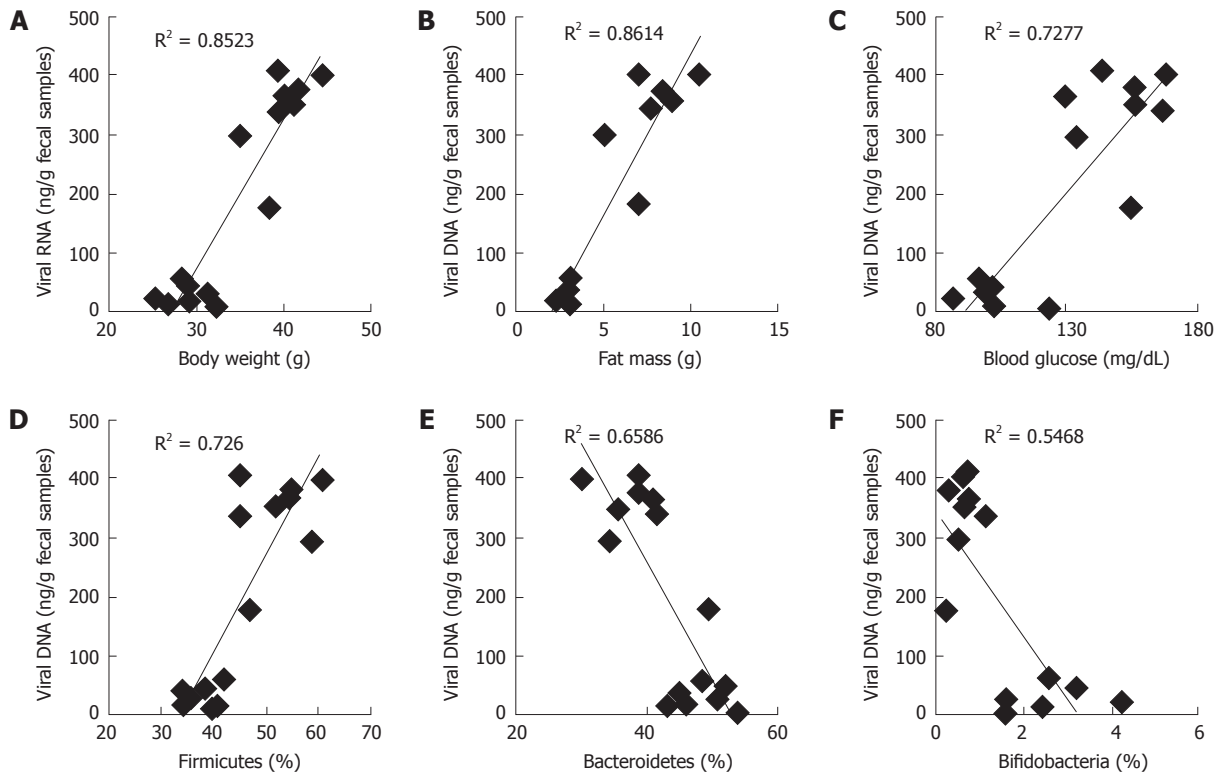 A
R² = 0.8523
Viral RNA (ng/g fecal samples)
500
400
300
200
100
0
20 30 40 50
Body weight (g)
B
R² = 0.8614
Viral DNA (ng/g fecal samples)
500
400
300
200
100
0
0 5 10 15
Fat mass (g)
C
R² = 0.7277
Viral DNA (ng/g fecal samples)
500
400
300
200
100
0
80 130 180
Blood glucose (mg/dL)
D
R² = 0.726
Viral DNA (ng/g fecal samples)
500
400
300
200
100
0
20 30 40 50 60 70
Firmicutes (%)
E
R² = 0.6586
Viral DNA (ng/g fecal samples)
500
400
300
200
100
0
20 40 60
Bacteroidetes (%)
F
R² = 0.5468
Viral DNA (ng/g fecal samples)
500
400
300
200
100
0
0 2 4 6
Bifidobacteria (%)